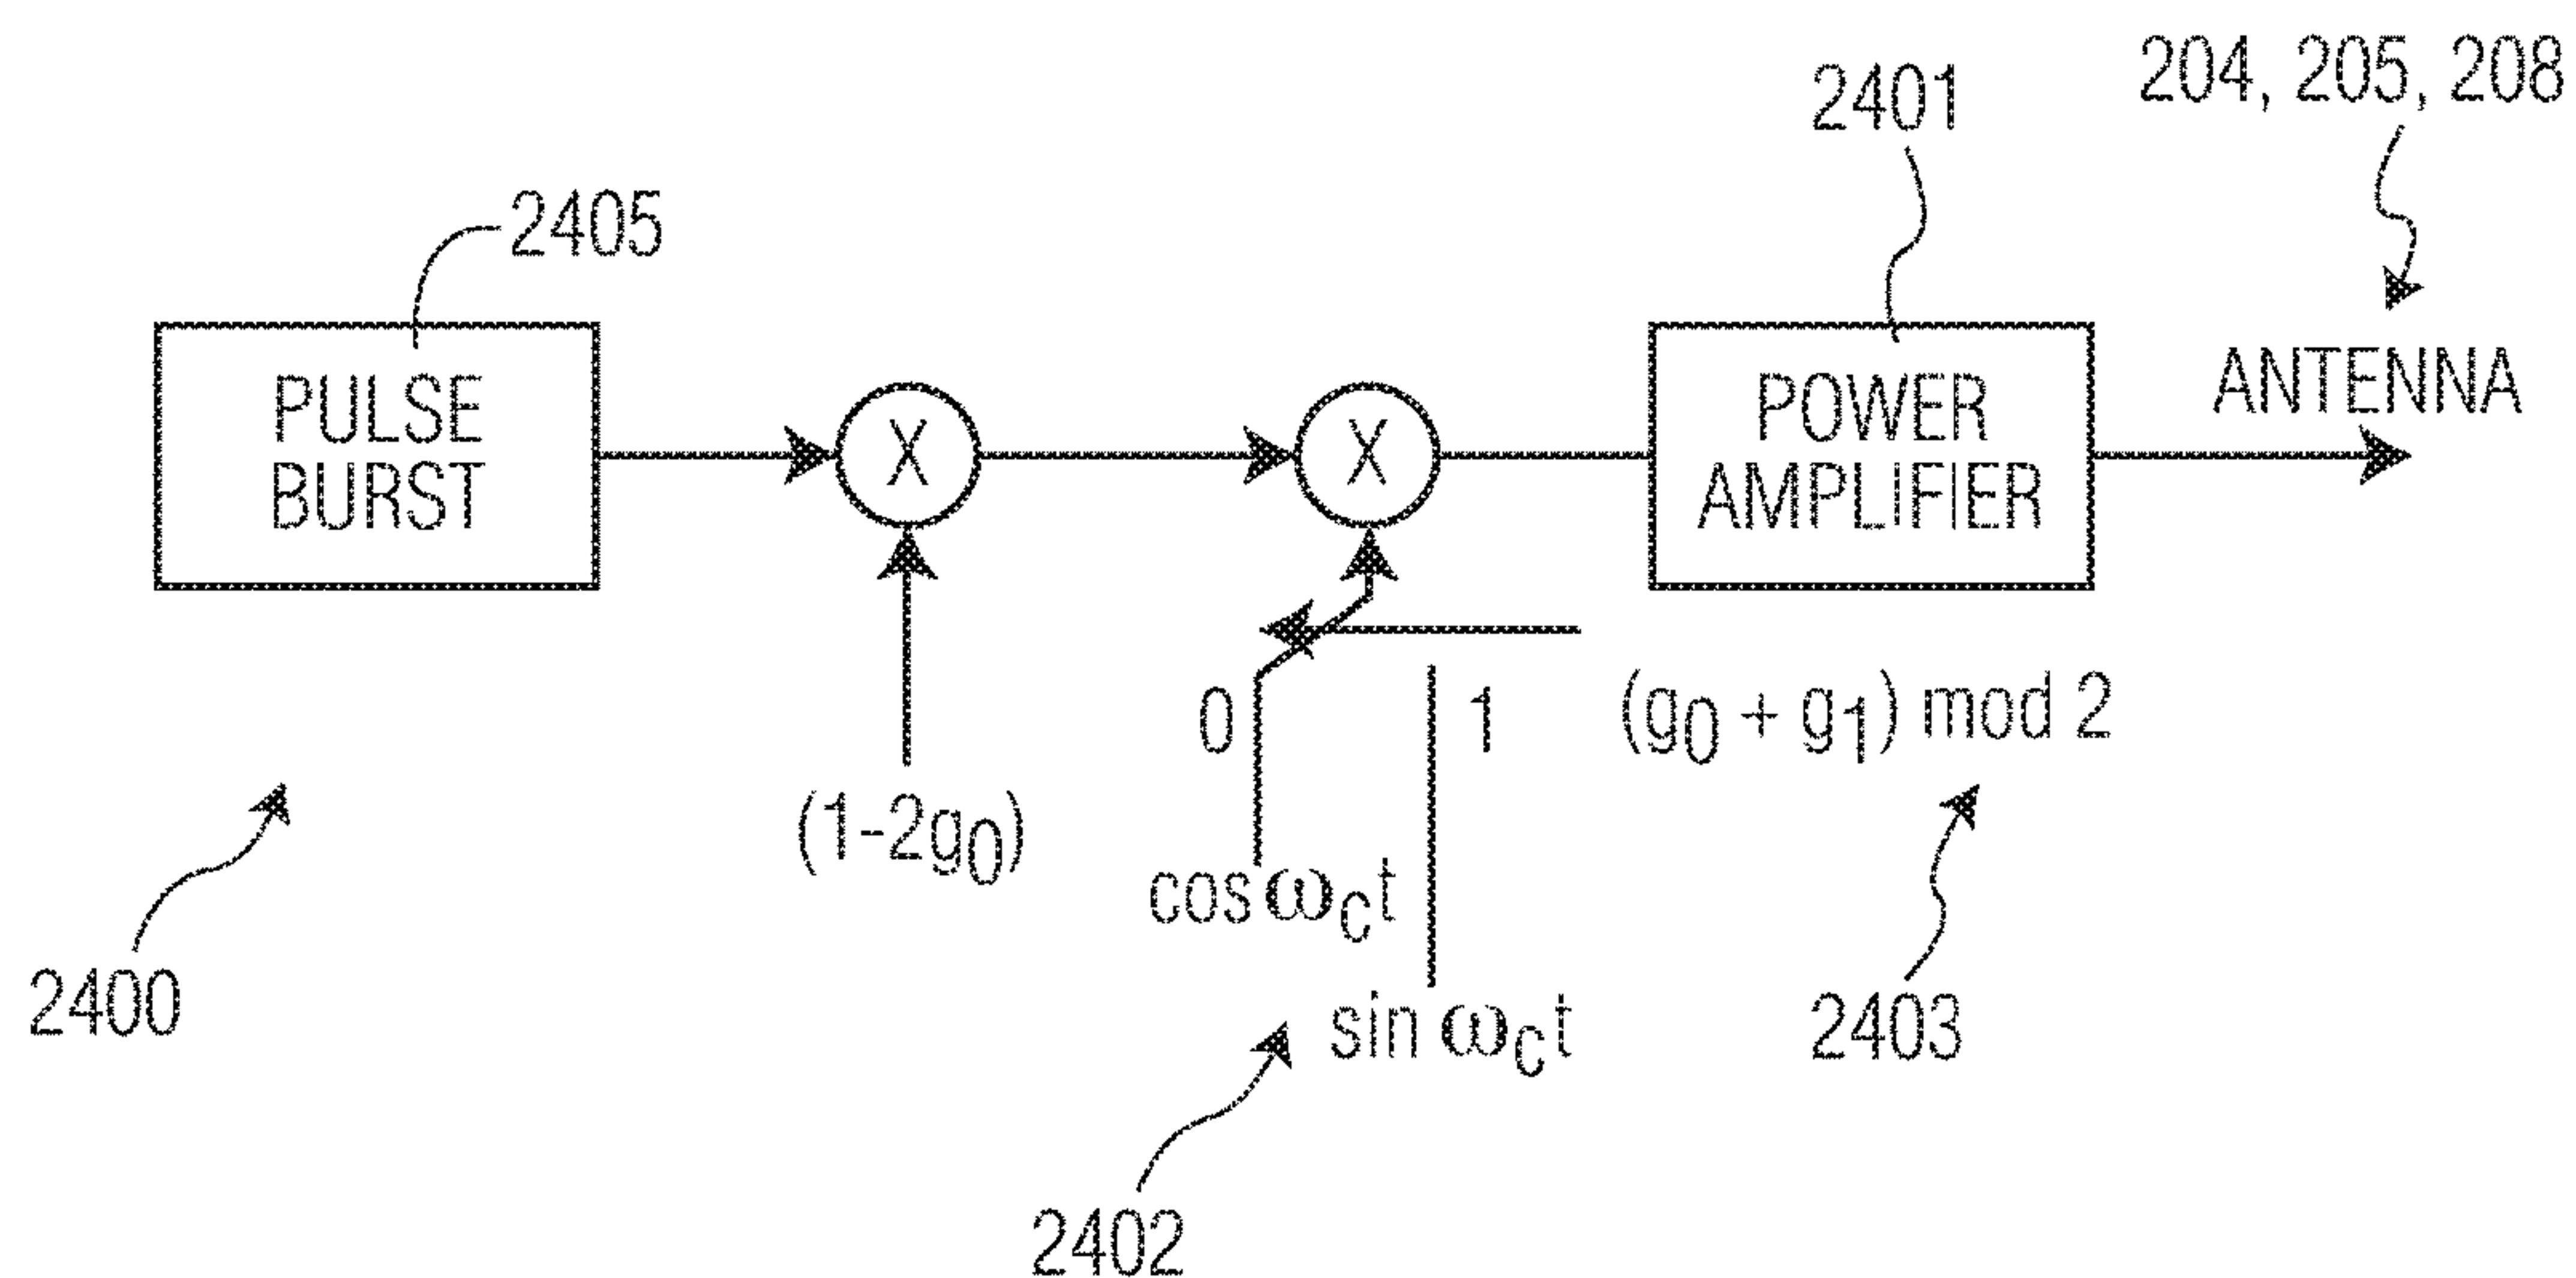 204, 205, 208
2401
2405
PULSE
BURST
X
X
POWER
AMPLIFIER
ANTENNA
0
1
(g0 + g1) mod 2
(1-2g0)
cos ωct
sin ωct
2400
2403
2402